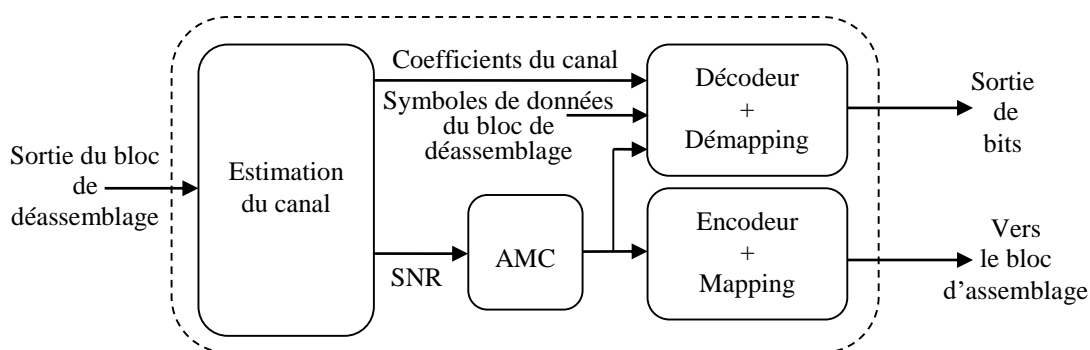 Sortie du bloc
de
déassemblage
Estimation
du canal
Coefficients du canal
Symboles de données
du bloc de
déassemblage
SNR
AMC
Décodeur
+
Démapping
Encodeur
+
Mapping
Sortie
de
bits
Vers
le bloc
d’assemblage